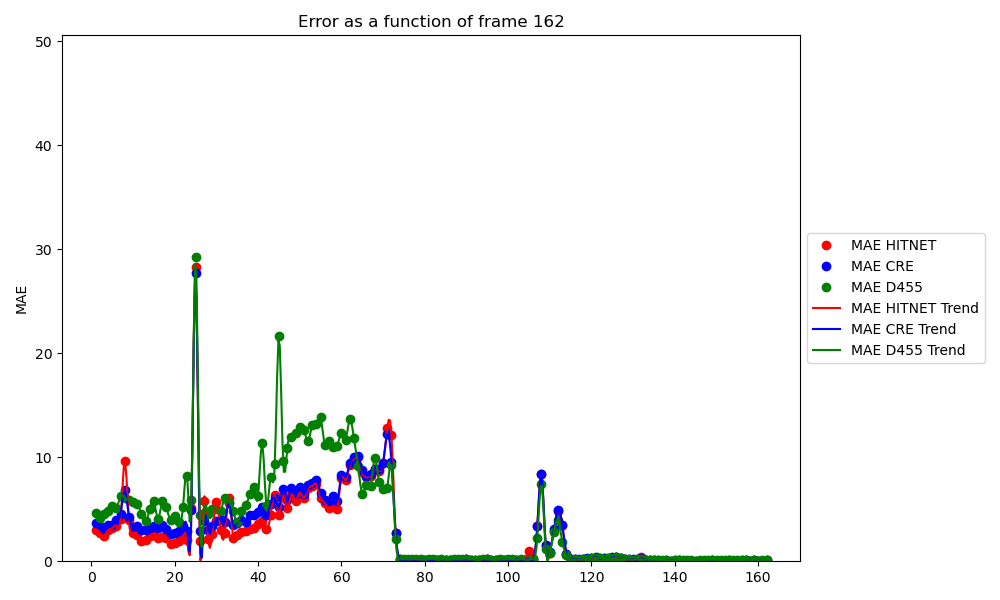 Error as a function of frame 162
50
40
30
20
10
0
MAE
0 20 40 60 80 100 120 140 160
MAE HITNET
MAE CRE
MAE D455
MAE HITNET Trend
MAE CRE Trend
MAE D455 Trend